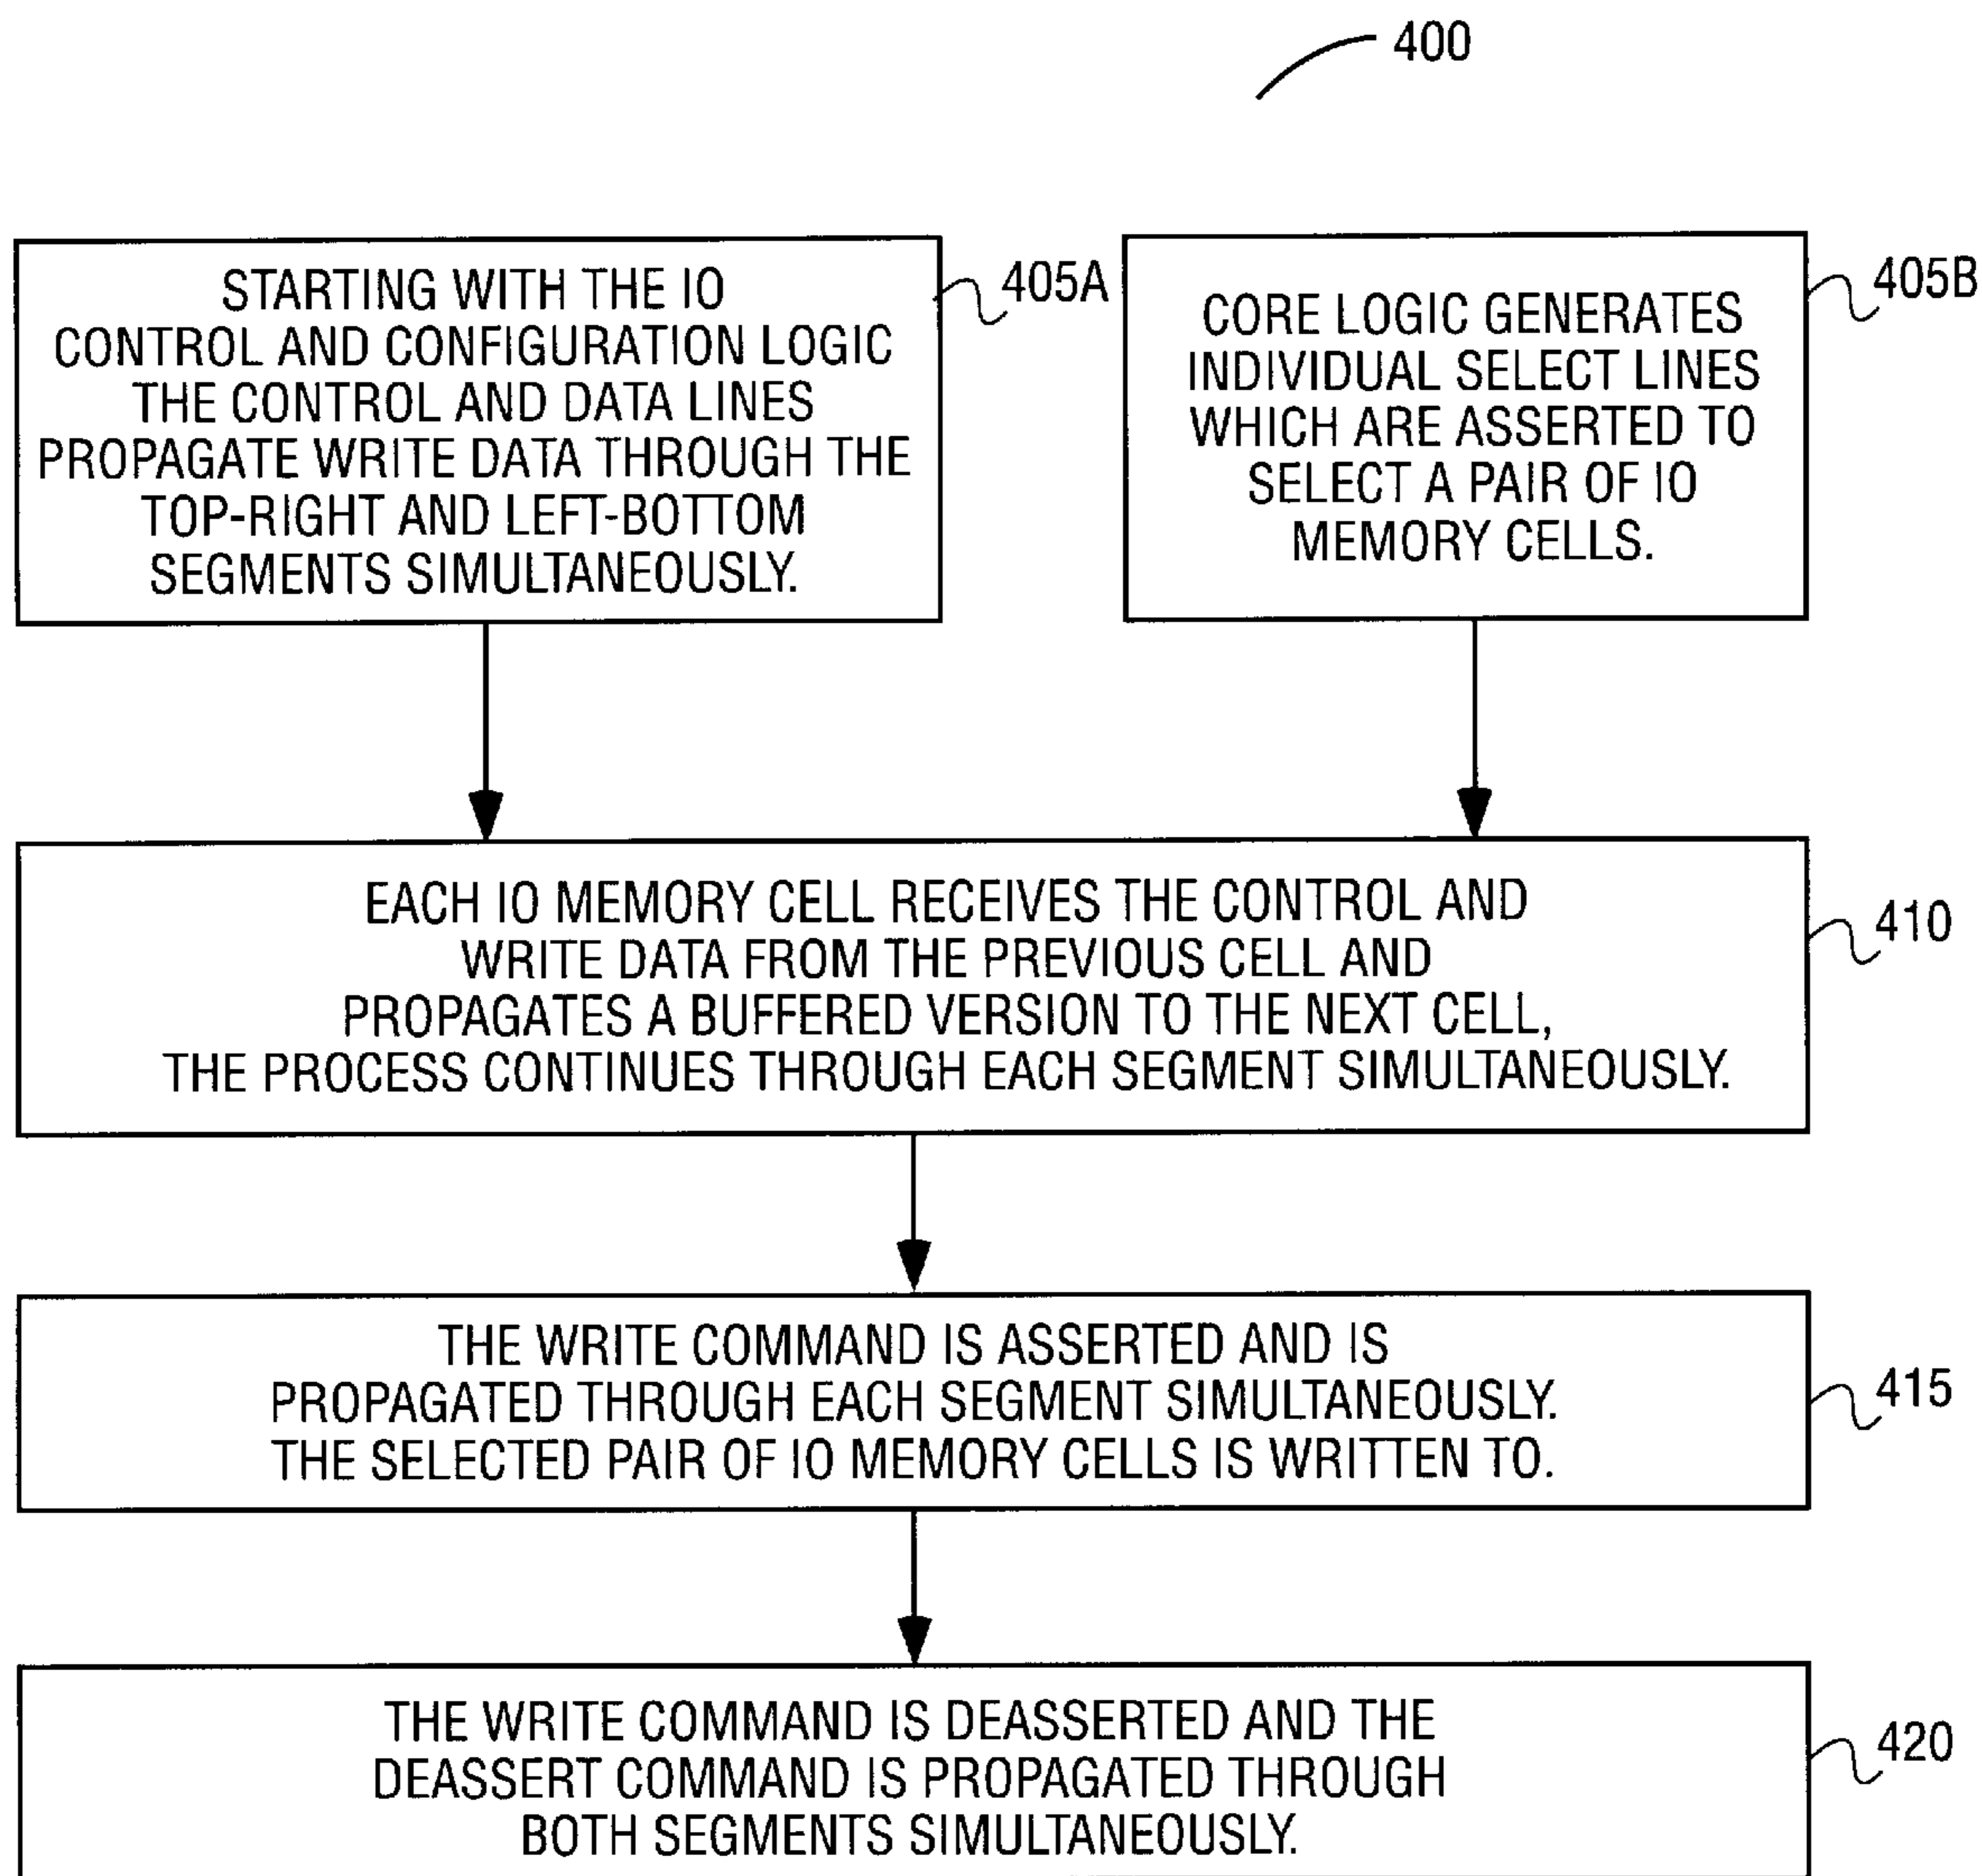 400
STARTING WITH THE IO
CONTROL AND CONFIGURATION LOGIC
THE CONTROL AND DATA LINES
PROPAGATE WRITE DATA THROUGH THE
TOP-RIGHT AND LEFT-BOTTOM
SEGMENTS SIMULTANEOUSLY.
405A
CORE LOGIC GENERATES
INDIVIDUAL SELECT LINES
WHICH ARE ASSERTED TO
SELECT A PAIR OF IO
MEMORY CELLS.
405B
EACH IO MEMORY CELL RECEIVES THE CONTROL AND
WRITE DATA FROM THE PREVIOUS CELL AND
PROPAGATES A BUFFERED VERSION TO THE NEXT CELL,
THE PROCESS CONTINUES THROUGH EACH SEGMENT SIMULTANEOUSLY.
410
THE WRITE COMMAND IS ASSERTED AND IS
PROPAGATED THROUGH EACH SEGMENT SIMULTANEOUSLY.
THE SELECTED PAIR OF IO MEMORY CELLS IS WRITTEN TO.
415
THE WRITE COMMAND IS DEASSERTED AND THE
DEASSERT COMMAND IS PROPAGATED THROUGH
BOTH SEGMENTS SIMULTANEOUSLY.
420